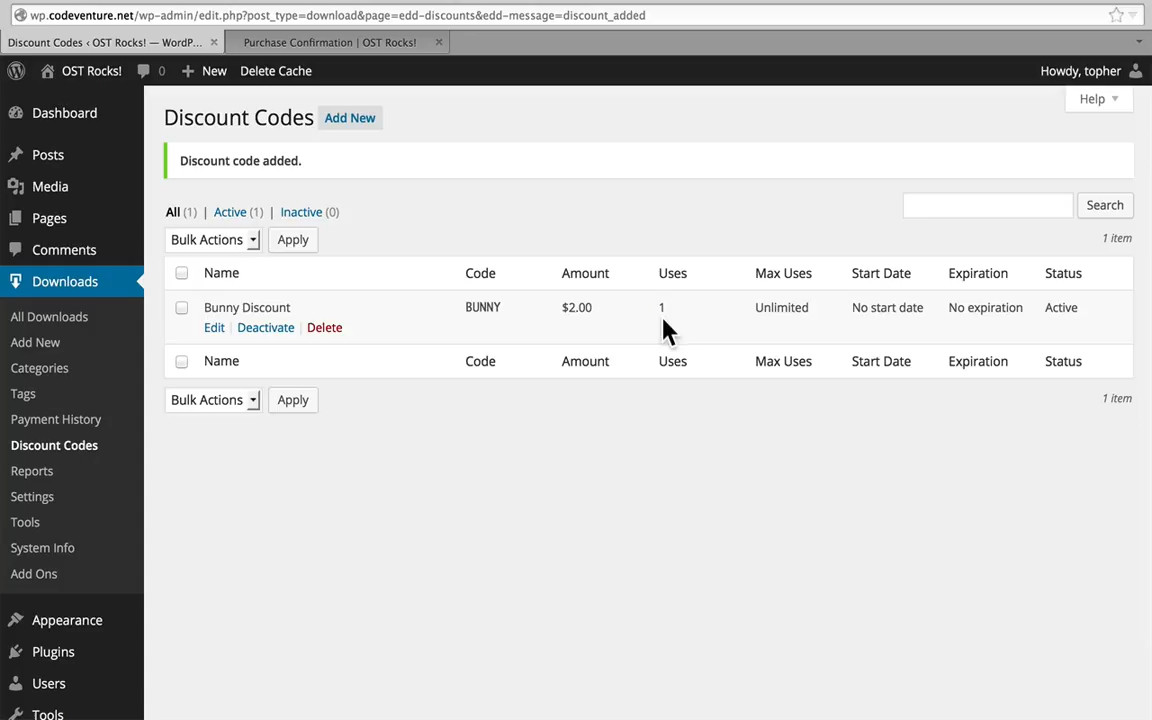 wp.codeventure.net/wp-admin/edit.php?post_type=download&page=edd-discounts&edd-message=discount_added
Discount Codes ‹ OST Rocks! — WordP... × Purchase Confirmation | OST Rocks! ×
OST Rocks! 0 + New Delete Cache Howdy, topher
Help
Dashboard
Posts
Media
Pages
Comments
Downloads
All Downloads
Add New
Categories
Tags
Payment History
Discount Codes
Reports
Settings
Tools
System Info
Add Ons
Appearance
Plugins
Users
Tools
Discount Codes Add New
Discount code added.
All (1) | Active (1) | Inactive (0)
Search
Bulk Actions Apply
1 item
Name Code Amount Uses Max Uses Start Date Expiration Status
Bunny Discount BUNNY $2.00 1 Unlimited No start date No expiration Active
Edit | Deactivate | Delete
Name Code Amount Uses Max Uses Start Date Expiration Status
Bulk Actions Apply
1 item